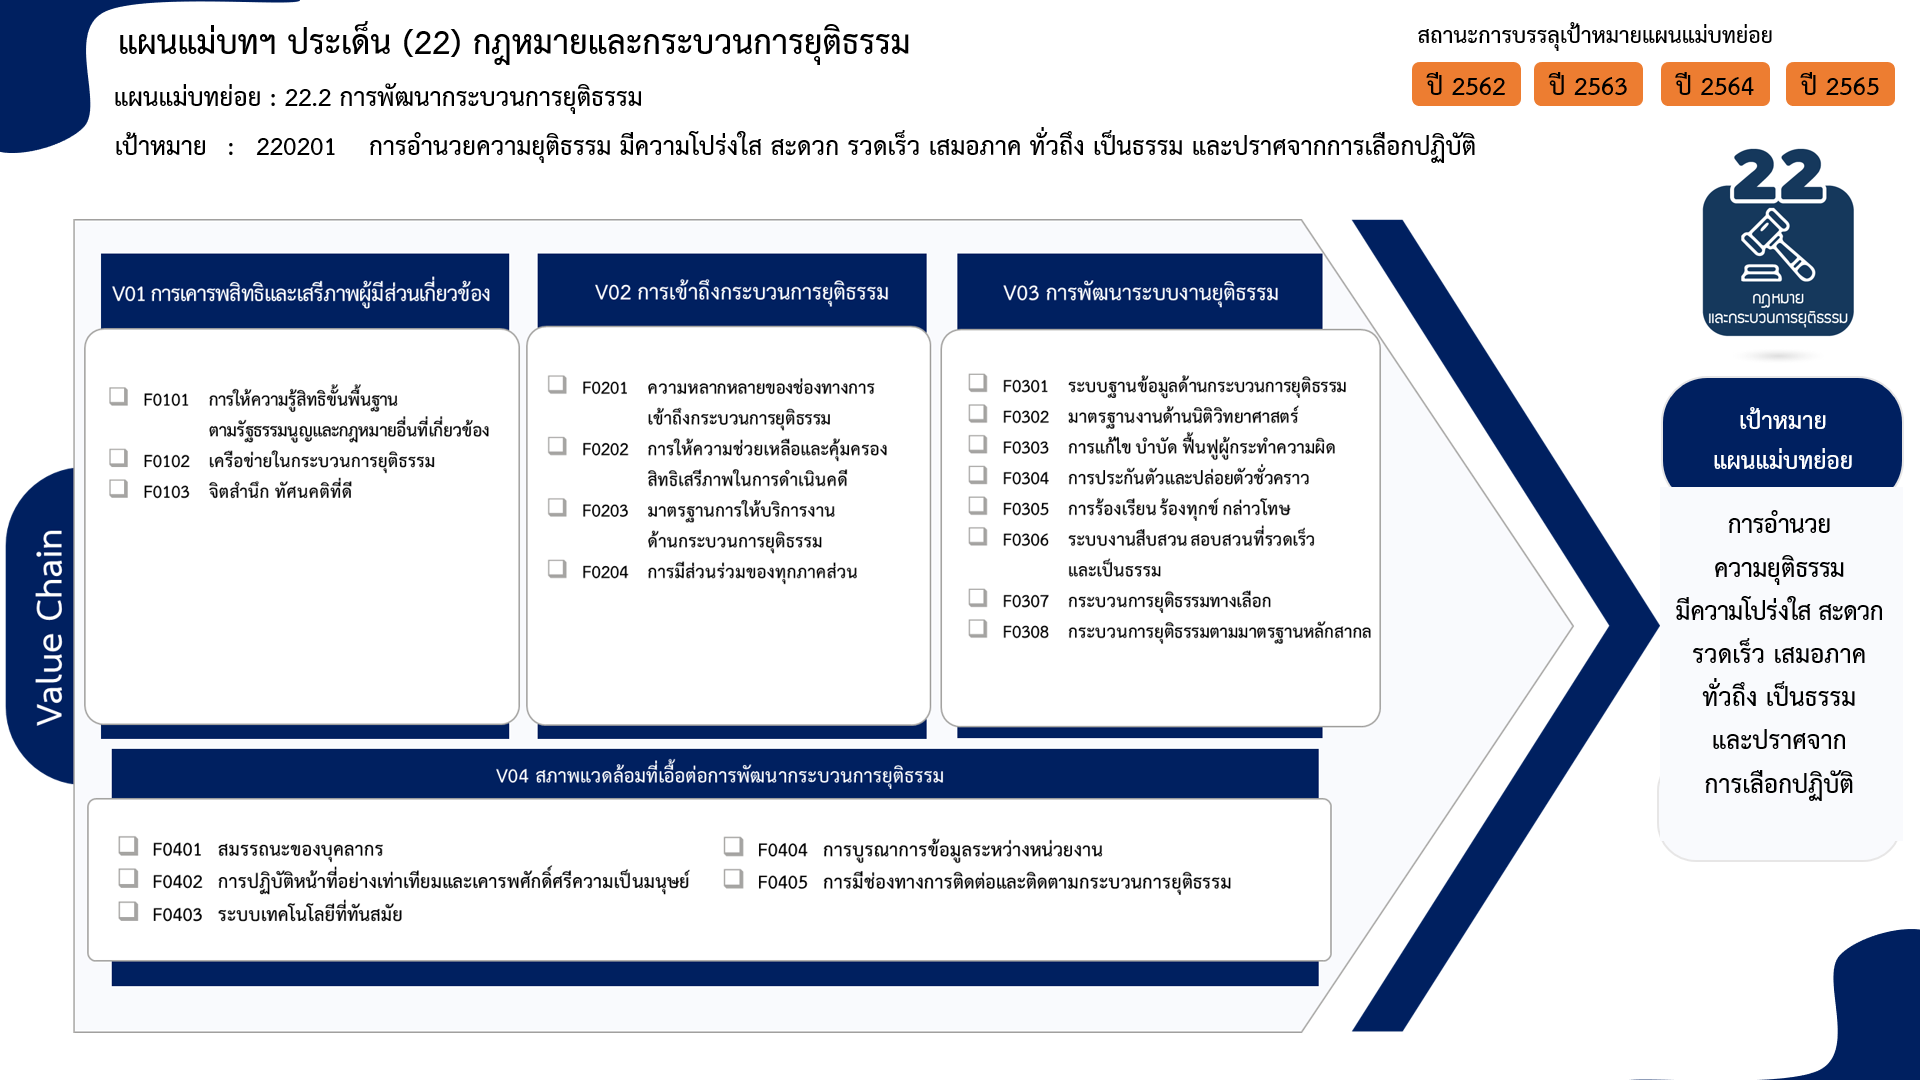 แผนแม่บทฯ ประเด็น (22) กฎหมายและกระบวนการยุติธรรม
แผนแม่บทย่อย : 22.2 การพัฒนากระบวนการยุติธรรม
เป้าหมาย : 220201 การอำนวยความยุติธรรม มีความโปร่งใส สะดวก รวดเร็ว เสมอภาค ทั่วถึง เป็นธรรม และปราศจากการเลือกปฏิบัติ
สถานะการบรรลุเป้าหมายแผนแม่บทย่อย
ปี 2562 ปี 2563 ปี 2564 ปี 2565
22
กฎหมาย
และกระบวนการยุติธรรม
Value Chain
V01 การเคารพสิทธิและเสรีภาพผู้มีส่วนเกี่ยวข้อง
F0101 การให้ความรู้สิทธิขั้นพื้นฐาน
ตามรัฐธรรมนูญและกฎหมายอื่นที่เกี่ยวข้อง
F0102 เครือข่ายในกระบวนการยุติธรรม
F0103 จิตสำนึก ทัศนคติที่ดี
V02 การเข้าถึงกระบวนการยุติธรรม
F0201 ความหลากหลายของช่องทางการ
เข้าถึงกระบวนการยุติธรรม
F0202 การให้ความช่วยเหลือและคุ้มครอง
สิทธิเสรีภาพในการดำเนินคดี
F0203 มาตรฐานการให้บริการงาน
ด้านกระบวนการยุติธรรม
F0204 การมีส่วนร่วมของทุกภาคส่วน
V03 การพัฒนาระบบงานยุติธรรม
F0301 ระบบฐานข้อมูลด้านกระบวนการยุติธรรม
F0302 มาตรฐานงานด้านนิติวิทยาศาสตร์
F0303 การแก้ไข บำบัด ฟื้นฟูผู้กระทำความผิด
F0304 การประกันตัวและปล่อยตัวชั่วคราว
F0305 การร้องเรียน ร้องทุกข์ กล่าวโทษ
F0306 ระบบงานสืบสวน สอบสวนที่รวดเร็ว
และเป็นธรรม
F0307 กระบวนการยุติธรรมทางเลือก
F0308 กระบวนการยุติธรรมตามมาตรฐานหลักสากล
V04 สภาพแวดล้อมที่เอื้อต่อการพัฒนากระบวนการยุติธรรม
F0401 สมรรถนะของบุคลากร
F0402 การปฏิบัติหน้าที่อย่างเท่าเทียมและเคารพศักดิ์ศรีความเป็นมนุษย์
F0403 ระบบเทคโนโลยีที่ทันสมัย
F0404 การบูรณาการข้อมูลระหว่างหน่วยงาน
F0405 การมีช่องทางการติดต่อและติดตามกระบวนการยุติธรรม
เป้าหมาย
แผนแม่บทย่อย
การอำนวย
ความยุติธรรม
มีความโปร่งใส สะดวก
รวดเร็ว เสมอภาค
ทั่วถึง เป็นธรรม
และปราศจาก
การเลือกปฏิบัติ